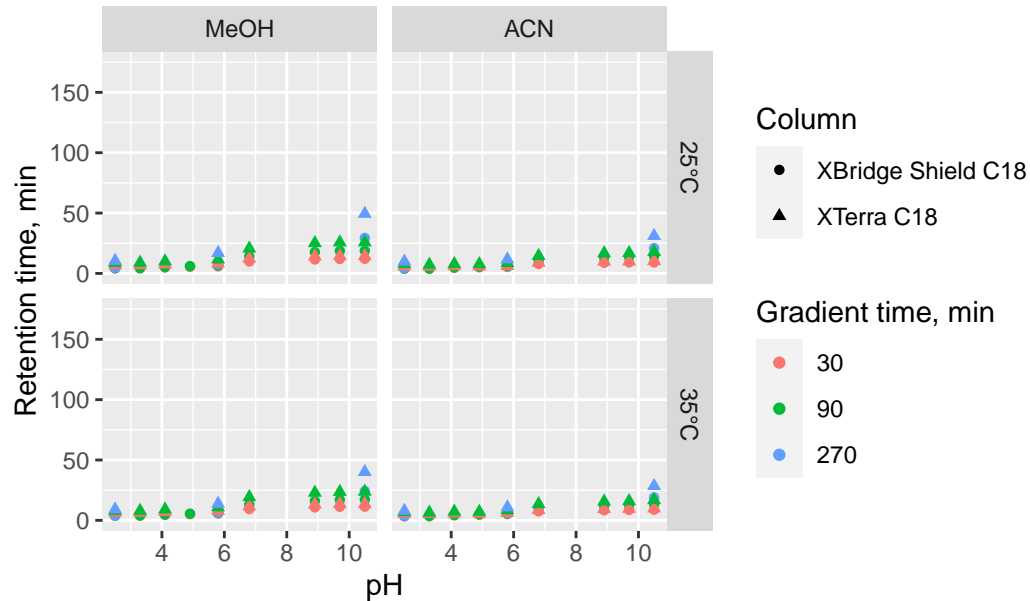 MeOH
ACN
150
100
50
0
25°C
150
100
50
0
35°C
4 6 8 10
4 6 8 10
Retention time, min
pH
Column
XBridge Shield C18
XTerra C18
Gradient time, min
30
90
270